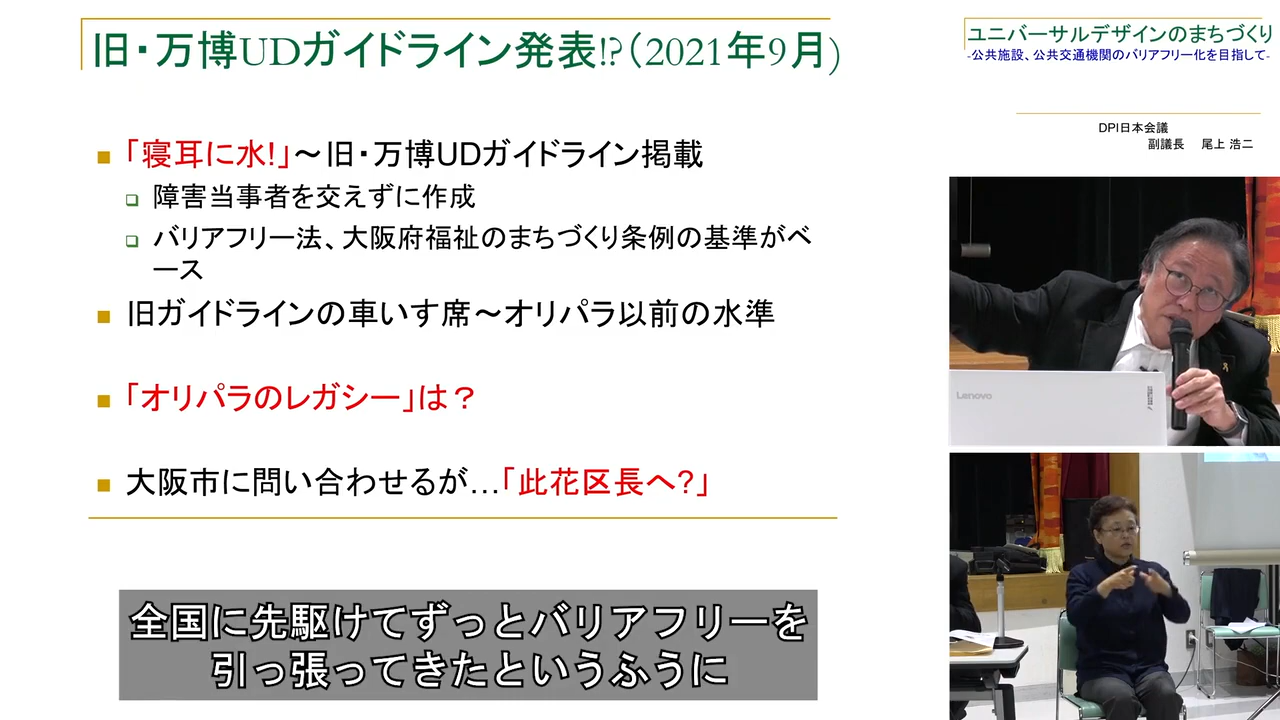 旧・万博UDガイドライン発表!?(2021年9月)
「寝耳に水!」～旧・万博UDガイドライン掲載
障害当事者を交えずに作成
バリアフリー法、大阪府福祉のまちづくり条例の基準がベ
ース
旧ガイドラインの車いす席～オリパラ以前の水準
「オリパラのレガシー」は？
大阪市に問い合わせるが…「此花区長へ?」
全国に先駆けてずっとバリアフリーを
引っ張ってきたというふうに
ユニバーサルデザインのまちづくり
-公共施設、公共交通機関のバリアフリー化を目指して-
DPI日本会議
副議長 尾上 浩二
Lenovo